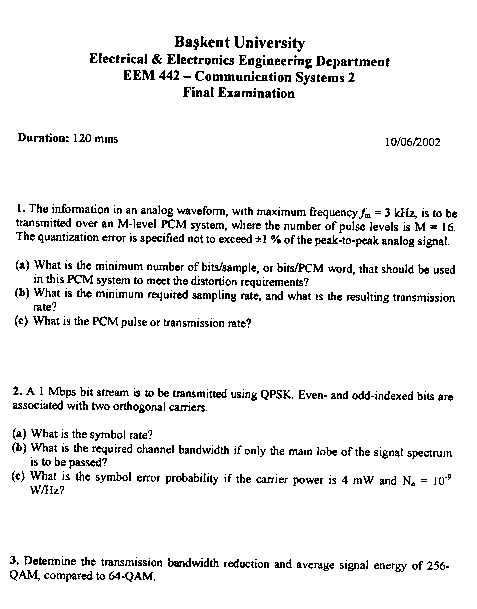 Başkent University
Electrical & Electronics Engineering Department
EEM 442 – Communication Systems 2
Final Examination
Duration: 120 mins
10/06/2002
1. The information in an analog waveform, with maximum frequency fm = 3 kHz, is to be
transmitted over an M-level PCM system, where the number of pulse levels is M = 16.
The quantization error is specified not to exceed ±1 % of the peak-to-peak analog signal.
(a) What is the minimum number of bits/sample, or bits/PCM word, that should be used
in this PCM system to meet the distortion requirements?
(b) What is the minimum required sampling rate, and what is the resulting transmission
rate?
(c) What is the PCM pulse or transmission rate?
2. A 1 Mbps bit stream is to be transmitted using QPSK. Even- and odd-indexed bits are
associated with two orthogonal carriers.
(a) What is the symbol rate?
(b) What is the required channel bandwidth if only the main lobe of the signal spectrum
is to be passed?
(c) What is the symbol error probability if the carrier power is 4 mW and No = 10⁻⁹
W/Hz?
3. Determine the transmission bandwidth reduction and average signal energy of 256-
QAM, compared to 64-QAM.